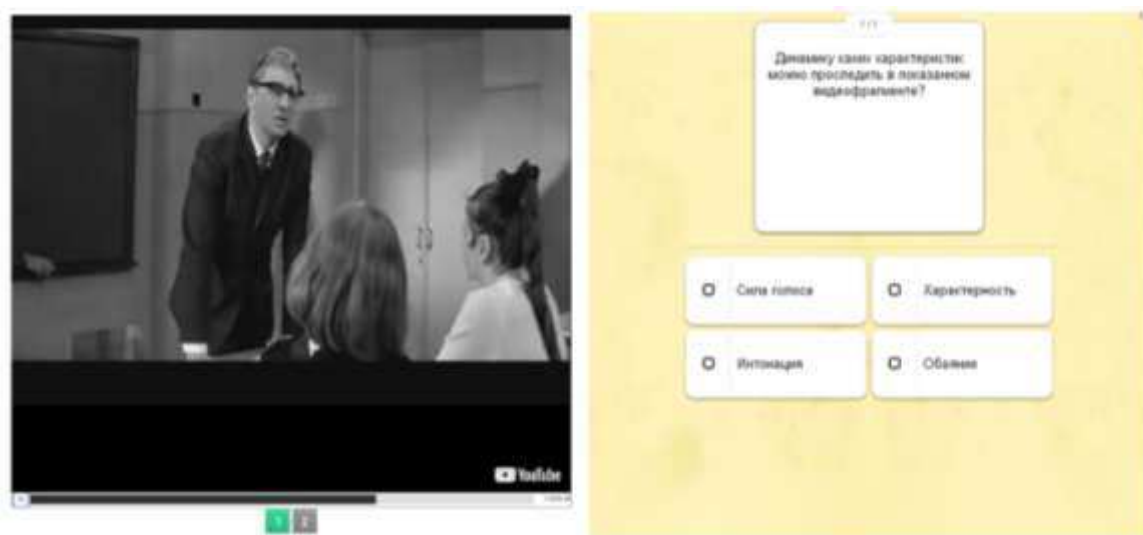 Динамику каких характеристик
можно проследить в показанном
видеофрагменте?
Сила голоса
Характерность
Интонация
Обаяние
YouTube
1
2